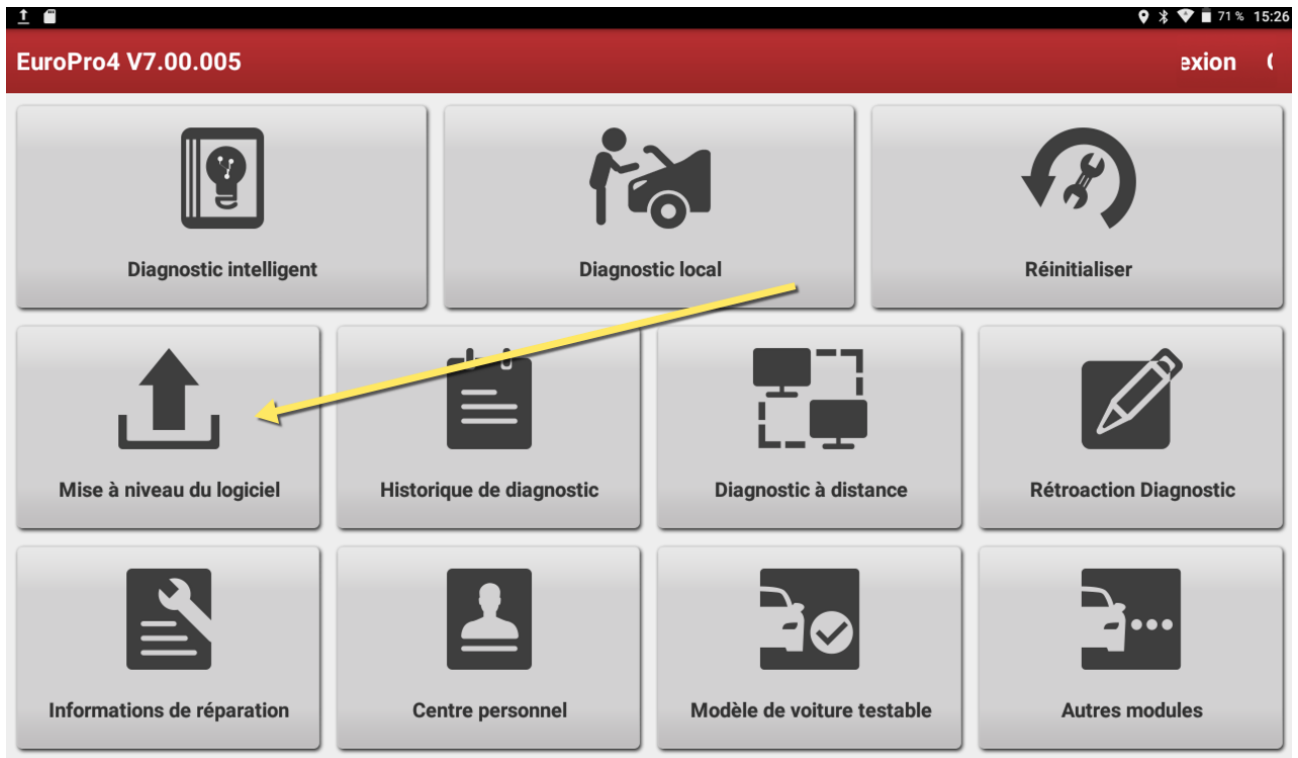 71 % 15:26
EuroPro4 V7.00.005
exion
Diagnostic intelligent
Diagnostic local
Réinitialiser
Mise à niveau du logiciel
Historique de diagnostic
Diagnostic à distance
Rétroaction Diagnostic
Informations de réparation
Centre personnel
Modèle de voiture testable
Autres modules